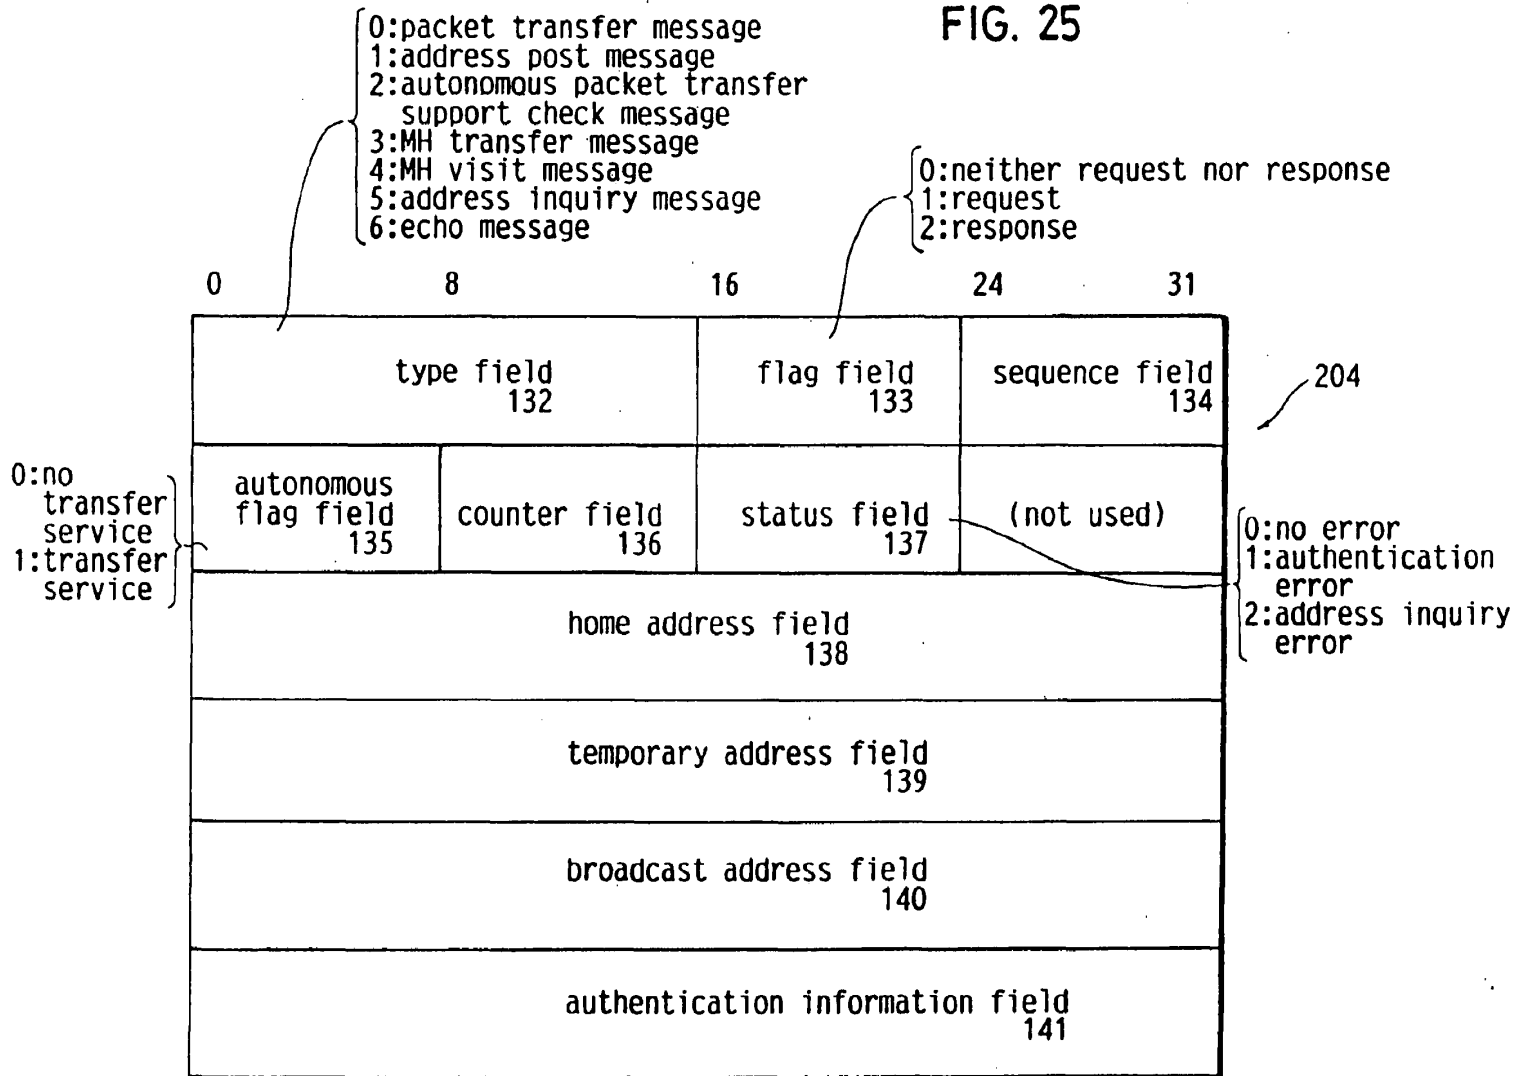 FIG. 25
0:packet transfer message
1:address post message
2:autonomous packet transfer
support check message
3:MH transfer message
4:MH visit message
5:address inquiry message
6:echo message
0:neither request nor response
1:request
2:response
0 8 16 24 31
type field
132
flag field
133
sequence field
134
204
0:no
transfer
service
1:transfer
service
autonomous
flag field
135
counter field
136
status field
137
(not used)
0:no error
1:authentication
error
2:address inquiry
error
home address field
138
temporary address field
139
broadcast address field
140
authentication information field
141